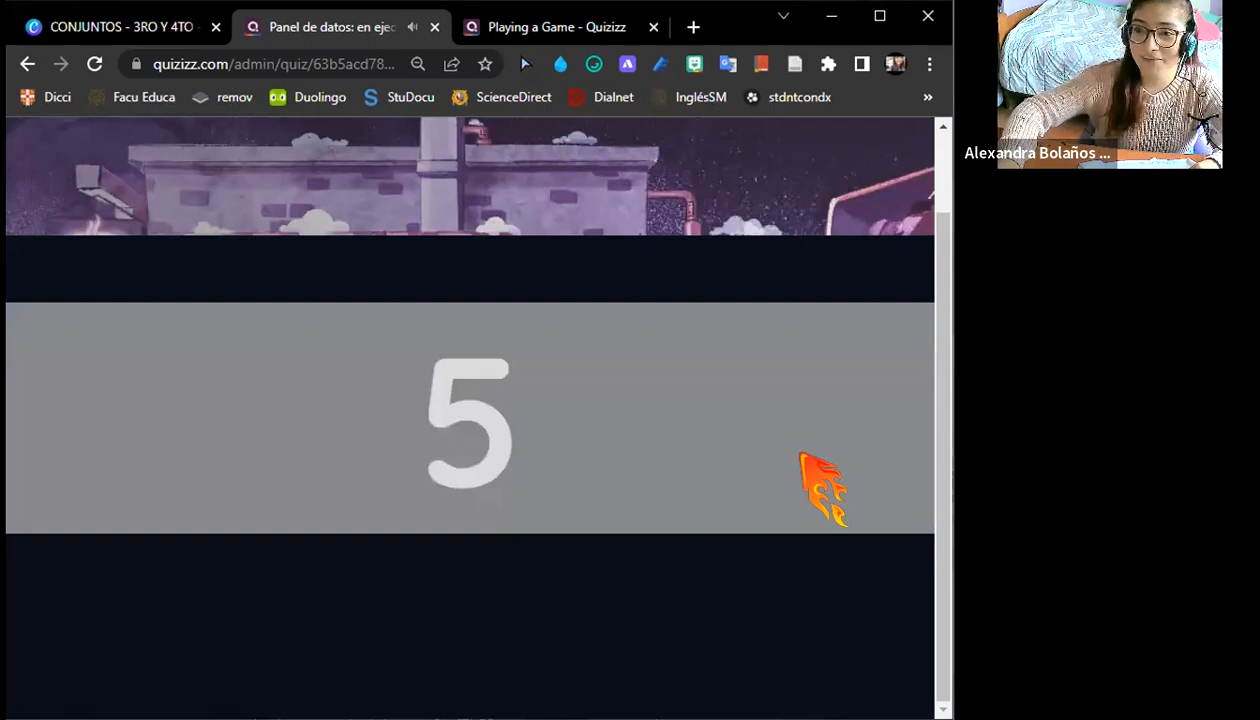 CONJUNTOS - 3RO Y 4TO
Panel de datos: en ejec
Playing a Game - Quizizz
quizizz.com/admin/quiz/63b5acd78...
Dicci
Facu Educa
remov
Duolingo
StuDocu
ScienceDirect
Dialnet
InglésSM
stdntcondx
»
5
Alexandra Bolaños ...